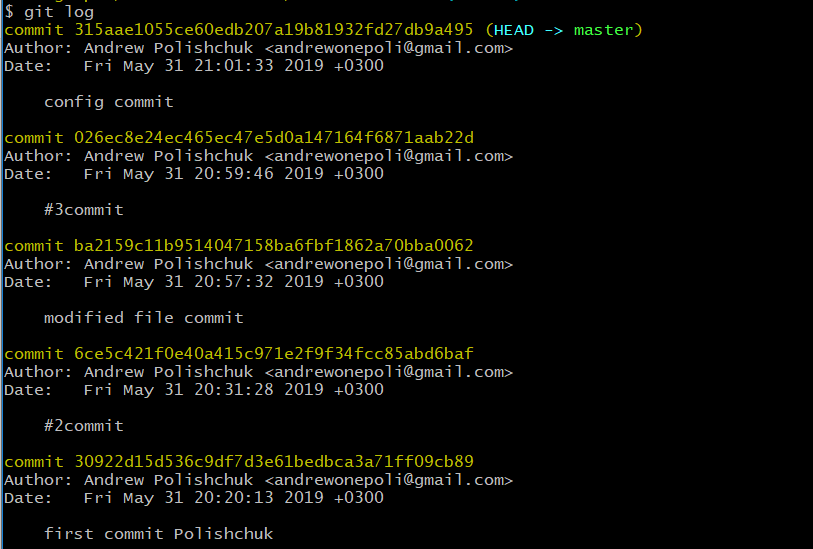 $ git log
commit 315aae1055ce60edb207a19b81932fd27db9a495 (HEAD -> master)
Author: Andrew Polishchuk <andrewonepoli@gmail.com>
Date:   Fri May 31 21:01:33 2019 +0300
    config commit
commit 026ec8e24ec465ec47e5d0a147164f6871aab22d
Author: Andrew Polishchuk <andrewonepoli@gmail.com>
Date:   Fri May 31 20:59:46 2019 +0300
    #3commit
commit ba2159c11b9514047158ba6fbf1862a70bba0062
Author: Andrew Polishchuk <andrewonepoli@gmail.com>
Date:   Fri May 31 20:57:32 2019 +0300
    modified file commit
commit 6ce5c421f0e40a415c971e2f9f34fcc85abd6baf
Author: Andrew Polishchuk <andrewonepoli@gmail.com>
Date:   Fri May 31 20:31:28 2019 +0300
    #2commit
commit 30922d15d536c9df7d3e61bedbca3a71ff09cb89
Author: Andrew Polishchuk <andrewonepoli@gmail.com>
Date:   Fri May 31 20:20:13 2019 +0300
    first commit Polishchuk